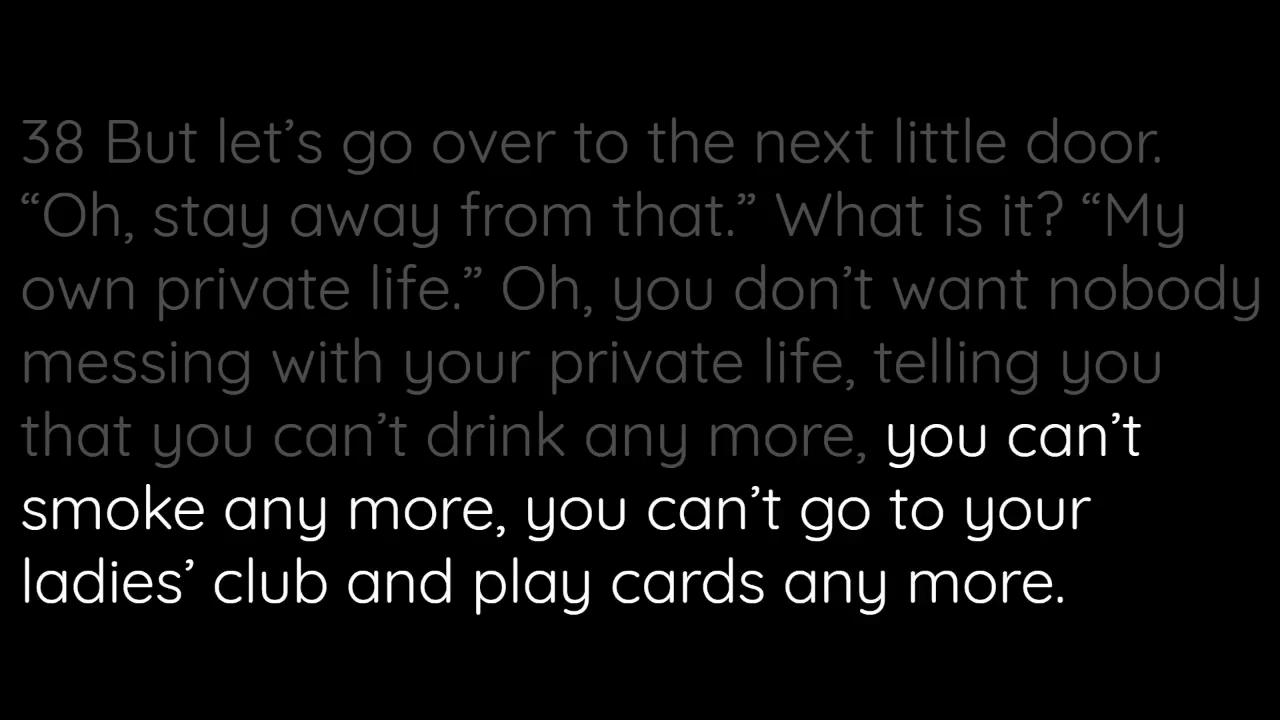 38 But let’s go over to the next little door.
“Oh, stay away from that.” What is it? “My
own private life.” Oh, you don’t want nobody
messing with your private life, telling you
that you can’t drink any more, you can’t
smoke any more, you can’t go to your
ladies’ club and play cards any more.